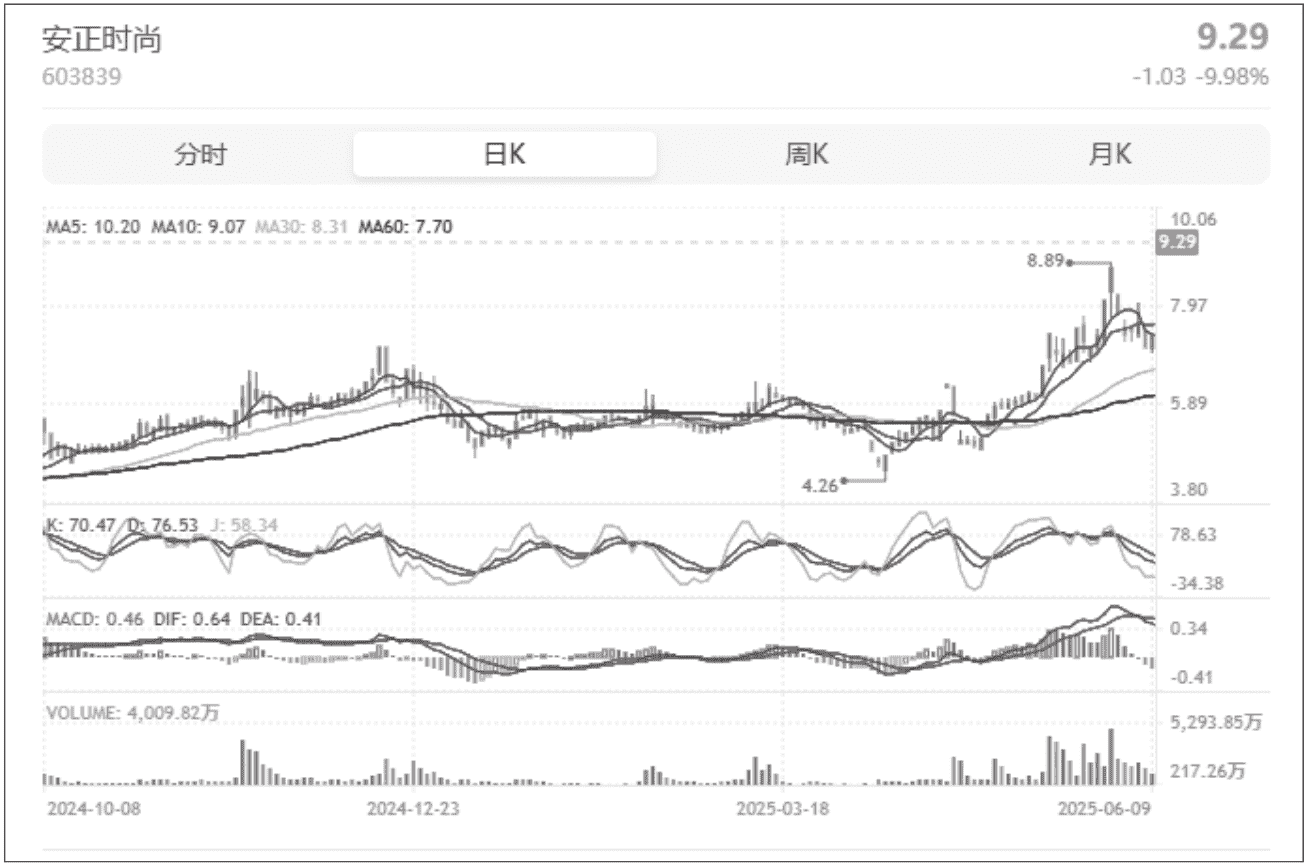 安正时尚
9.29
603839
-1.03 -9.98%
分时 日K 周K 月K
MA5: 10.20 MA10: 9.07 MA30: 8.31 MA60: 7.70
10.06
9.29
8.89
7.97
5.89
4.26
3.80
K: 70.47 D: 76.53 J: 58.34
78.63
-34.38
MACD: 0.46 DIF: 0.64 DEA: 0.41
0.34
-0.41
VOLUME: 4,009.82万
5,293.85万
217.26万
2024-10-08 2024-12-23 2025-03-18 2025-06-09